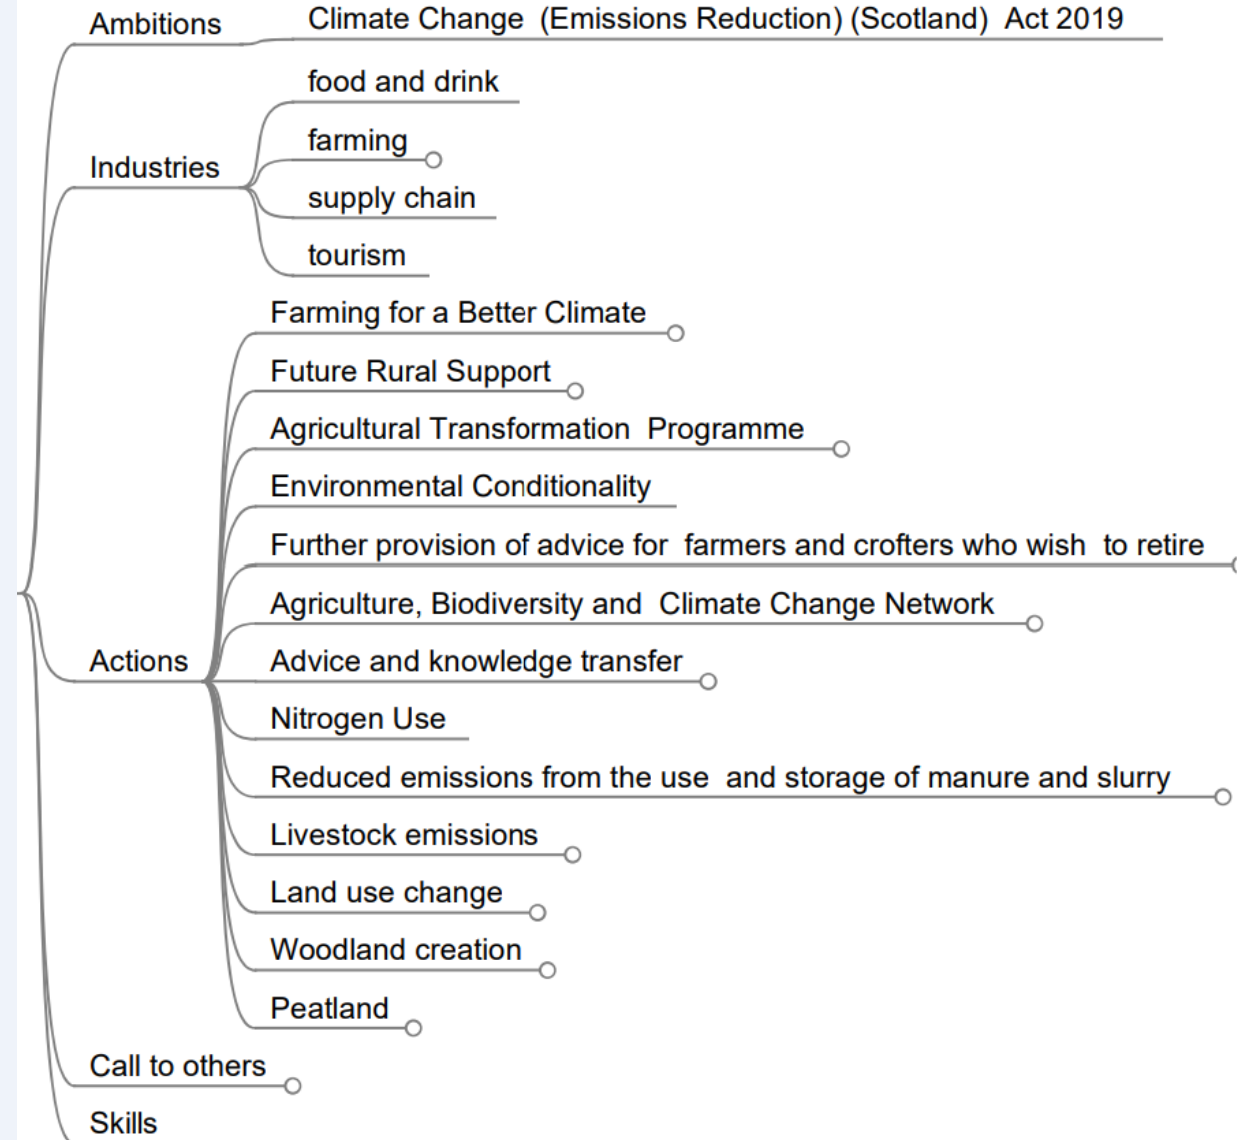 Ambitions
Climate Change (Emissions Reduction) (Scotland) Act 2019
Industries
food and drink
farming
supply chain
tourism
Actions
Farming for a Better Climate
Future Rural Support
Agricultural Transformation Programme
Environmental Conditionality
Further provision of advice for farmers and crofters who wish to retire
Agriculture, Biodiversity and Climate Change Network
Advice and knowledge transfer
Nitrogen Use
Reduced emissions from the use and storage of manure and slurry
Livestock emissions
Land use change
Woodland creation
Peatland
Call to others
Skills